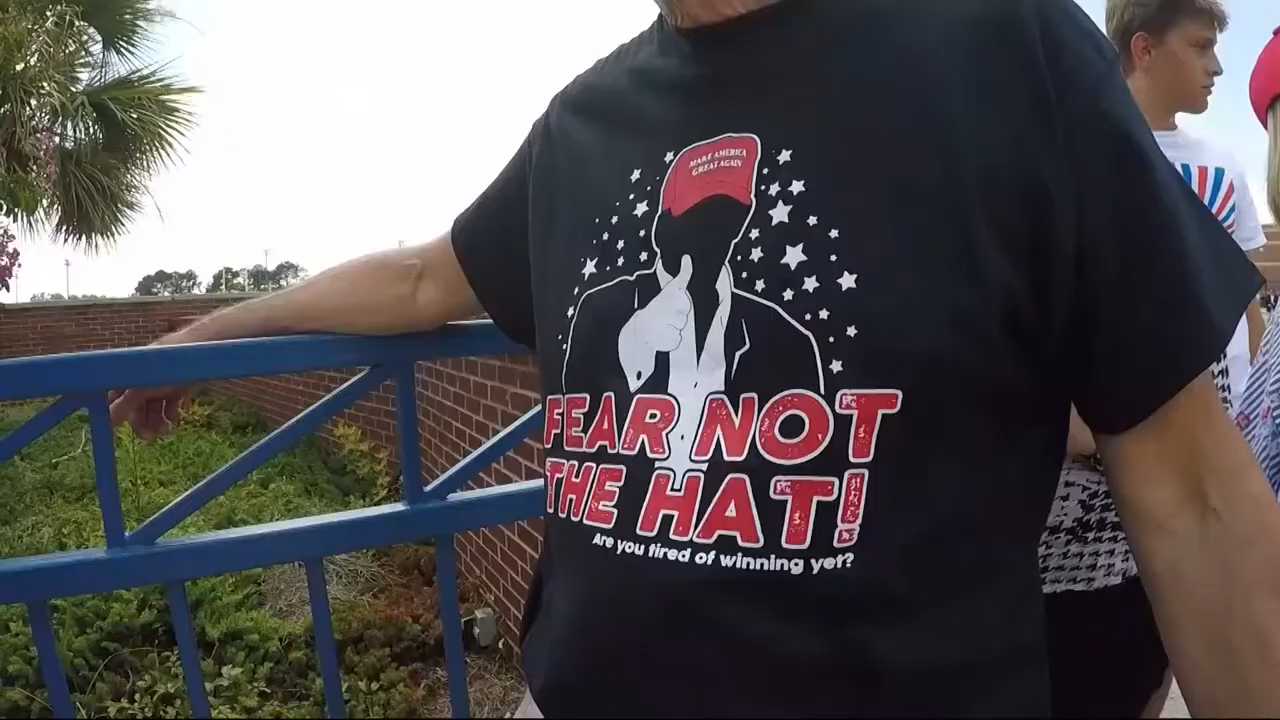 MAKE AMERICA
GREAT AGAIN
FEAR NOT
THE HAT!
Are you tired of winning yet?